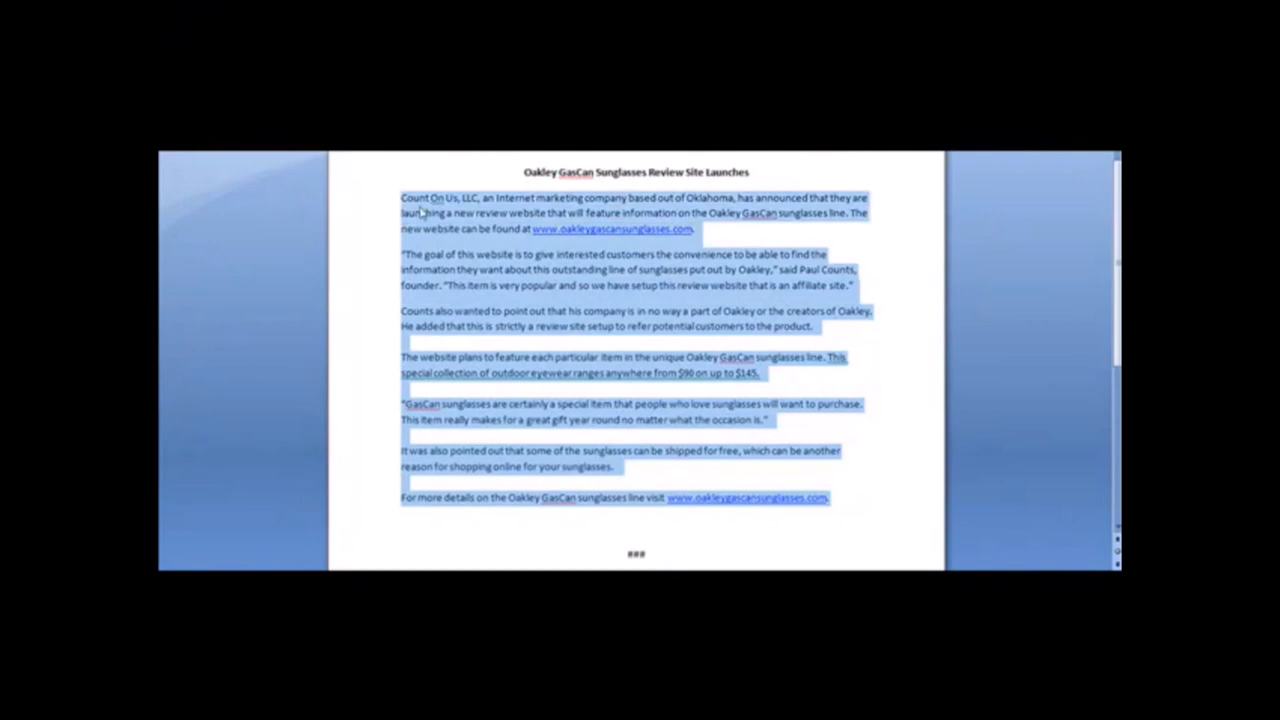 Oakley GasCan Sunglasses Review Site Launches
Count On Us, LLC, an Internet marketing company based out of Oklahoma, has announced that they are
launching a new review website that will feature information on the Oakley GasCan sunglasses line. The
new website can be found at www.oakleygascansunglasses.com.
"The goal of this website is to give interested customers the convenience to be able to find the
information they want about this outstanding line of sunglasses put out by Oakley," said Paul Counts,
founder. "This item is very popular and so we have setup this review website that is an affiliate site."
Counts also wanted to point out that his company is in no way a part of Oakley or the creators of Oakley.
He added that this is strictly a review site setup to refer potential customers to the product.
The website plans to feature each particular item in the unique Oakley GasCan sunglasses line. This
special collection of outdoor eyewear ranges anywhere from $90 on up to $145.
"GasCan sunglasses are certainly a special item that people who love sunglasses will want to purchase.
This item really makes for a great gift year round no matter what the occasion is."
It was also pointed out that some of the sunglasses can be shipped for free, which can be another
reason for shopping online for your sunglasses.
For more details on the Oakley GasCan sunglasses line visit www.oakleygascansunglasses.com.
###